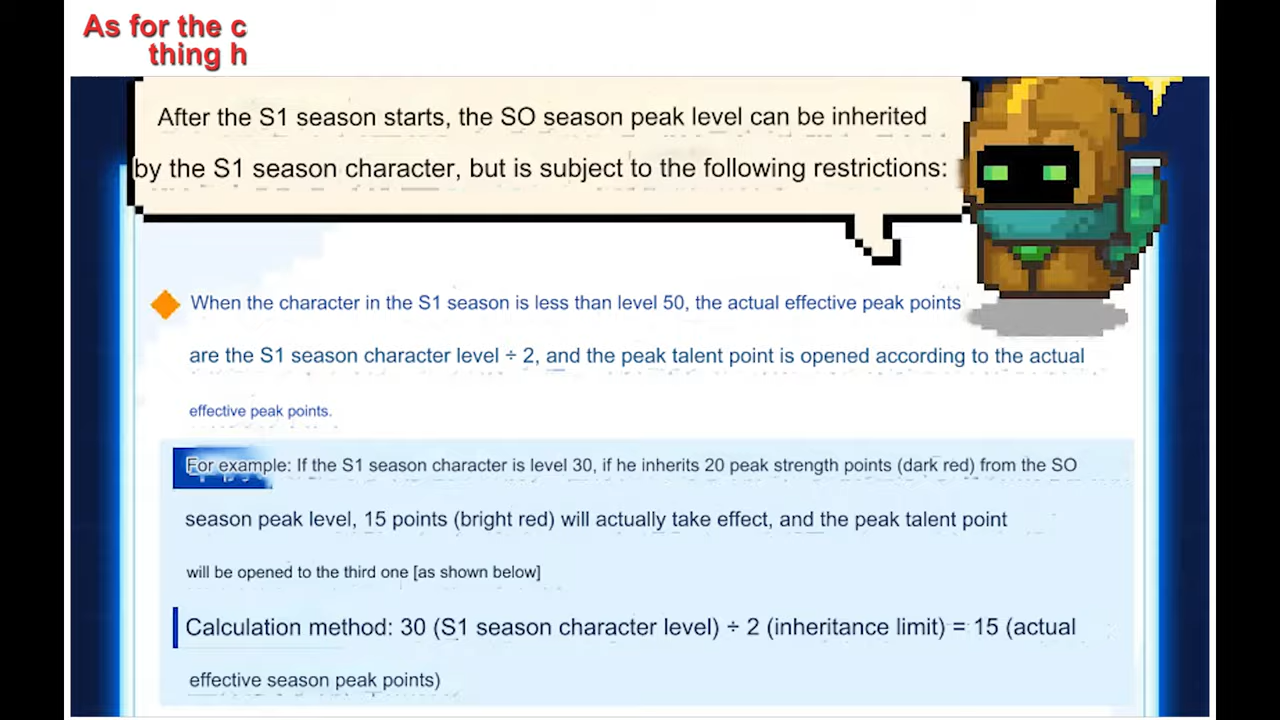 As for the c
thing h
After the S1 season starts, the SO season peak level can be inherited
by the S1 season character, but is subject to the following restrictions:
When the character in the S1 season is less than level 50, the actual effective peak points
are the S1 season character level ÷ 2, and the peak talent point is opened according to the actual
effective peak points.
For example: If the S1 season character is level 30, if he inherits 20 peak strength points (dark red) from the SO
season peak level, 15 points (bright red) will actually take effect, and the peak talent point
will be opened to the third one [as shown below]
Calculation method: 30 (S1 season character level) ÷ 2 (inheritance limit) = 15 (actual
effective season peak points)